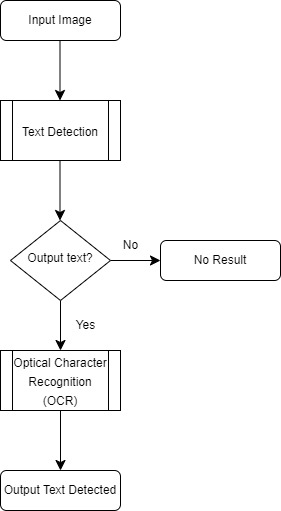 Input Image
Text Detection
Output text?
No
No Result
Yes
Optical Character
Recognition
(OCR)
Output Text Detected